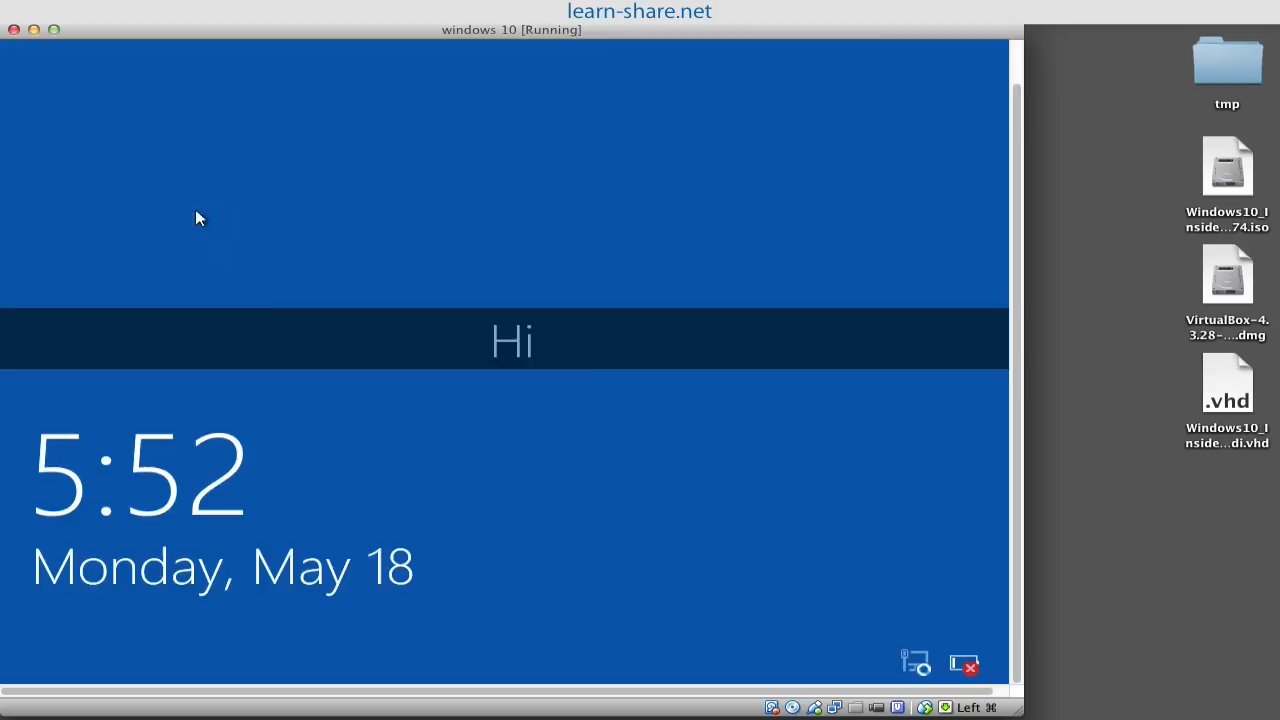 learn-share.net
windows 10 [Running]
tmp
Windows10_I
nside...74.iso
VirtualBox-4.
3.28-....dmg
.vhd
Windows10_I
nside...di.vhd
Hi
5:52
Monday, May 18
Left ⌘